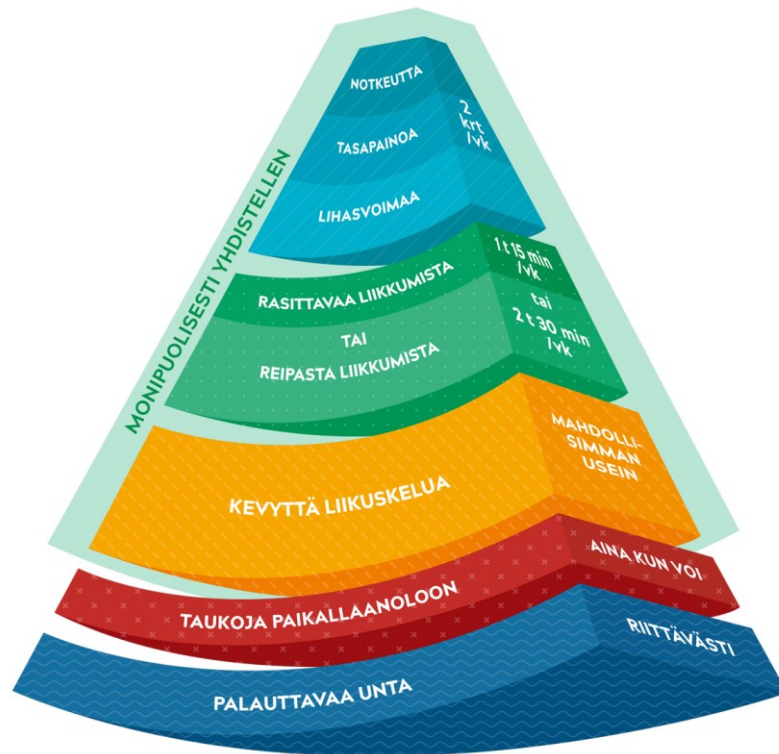 MONIPUOLISESTI YHDISTELLEN
NOTKEUTTA
TASAPAINOA
LIHASVOIMAA
2
krt
/vk
RASITTAVAA LIIKKUMISTA
1 t 15 min
/vk
TAI
REIPASTA LIIKKUMISTA
tai
2 t 30 min
/vk
KEVYTTÄ LIIKUSKELUA
MAHDOLLI-
SIMMAN
USEIN
TAUKOJA PAIKALLAANOLOON
AINA KUN VOI
PALAUTTAVAA UNTA
RIITTÄVÄSTI